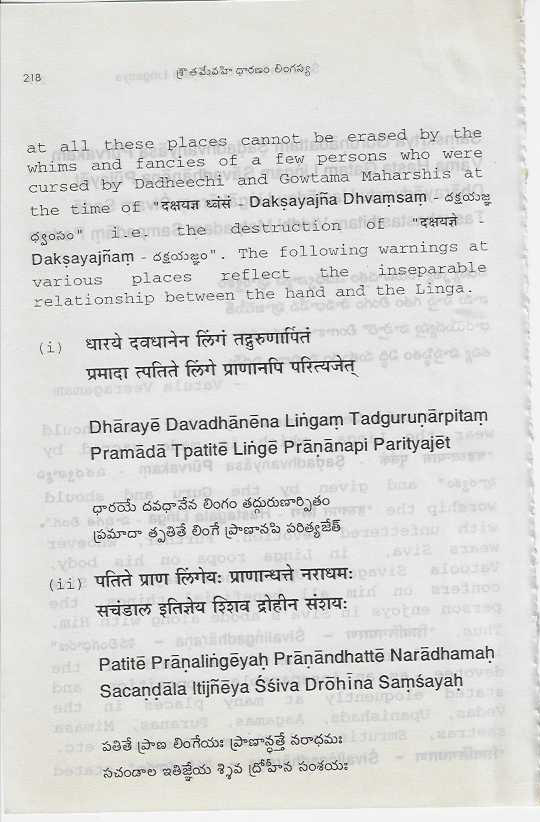 218 శ్రౌతమేవహి ధారణం లింగస్య
at all these places cannot be erased by the
whims and fancies of a few persons who were
cursed by Dadheechi and Gowtama Maharshis at
the time of "दक्षयज्ञ ध्वंसं - Dakṣayajña Dhvaṃsaṃ - దక్షయజ్ఞ
ధ్వంసం" i.e. the destruction of "दक्षयज्ञे -
Dakṣayajñaṃ - దక్షయజ్ఞం". The following warnings at
various places reflect the inseparable
relationship between the hand and the Linga.
(i) धारये दवधानेन लिंगं तद्गुरुणार्पितं
प्रमादा त्पतिते लिंगे प्राणानपि परित्यजेत्
Dhārayē Davadhānēna Liṅgaṃ Tadguruṇārpitaṃ
Pramādā Tpatitē Liṅgē Prāṇānapi Parityajēt
ధారయే దవధానేన లింగం తద్గురుణార్పితం
ప్రమాదా త్పతితే లింగే ప్రాణానపి పరిత్యజేత్
(ii) पतिते प्राण लिंगेयः प्राणान्धत्ते नराधमः
सचंडाल इतिज्ञेय श्शिव द्रोहीन संशयः
Patitē Prāṇaliṅgēyaḥ Prāṇāndhattē Narādhamaḥ
Sacaṇḍāla Itijñēya Śśiva Drōhīna Saṃśayaḥ
పతితే ప్రాణ లింగేయః ప్రాణాన్ధత్తే నరాధమః
సచండాల ఇతిజ్ఞేయ శ్శివ ద్రోహీన సంశయః